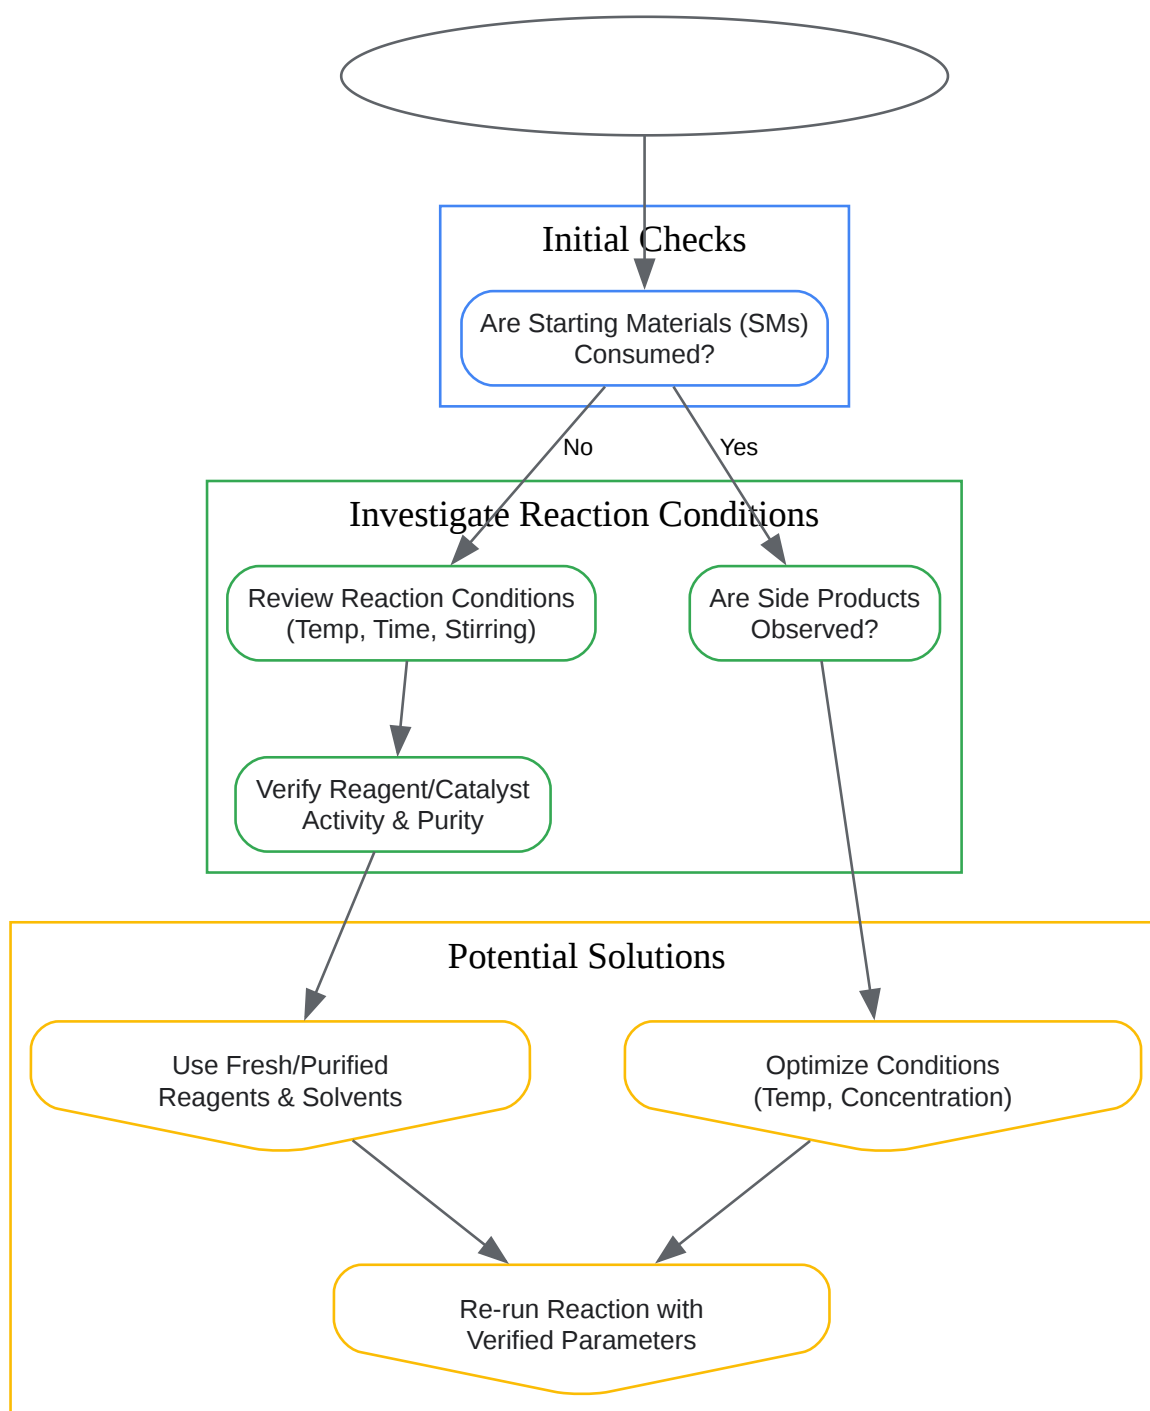 Initial Checks
Are Starting Materials (SMs)
Consumed?
No
Yes
Investigate Reaction Conditions
Review Reaction Conditions
(Temp, Time, Stirring)
Are Side Products
Observed?
Verify Reagent/Catalyst
Activity & Purity
Potential Solutions
Use Fresh/Purified
Reagents & Solvents
Optimize Conditions
(Temp, Concentration)
Re-run Reaction with
Verified Parameters